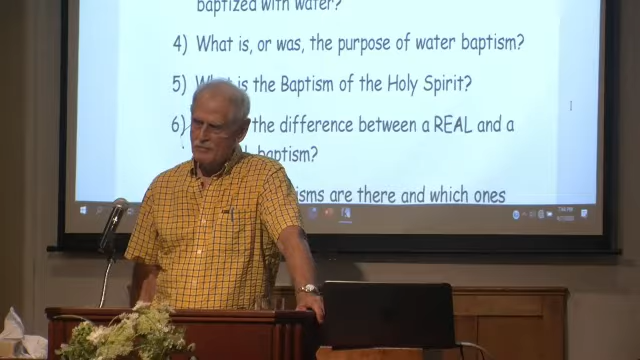 baptized with water?
4) What is, or was, the purpose of water baptism?
5) What is the Baptism of the Holy Spirit?
6) the difference between a REAL and a
baptism?
isms are there and which ones